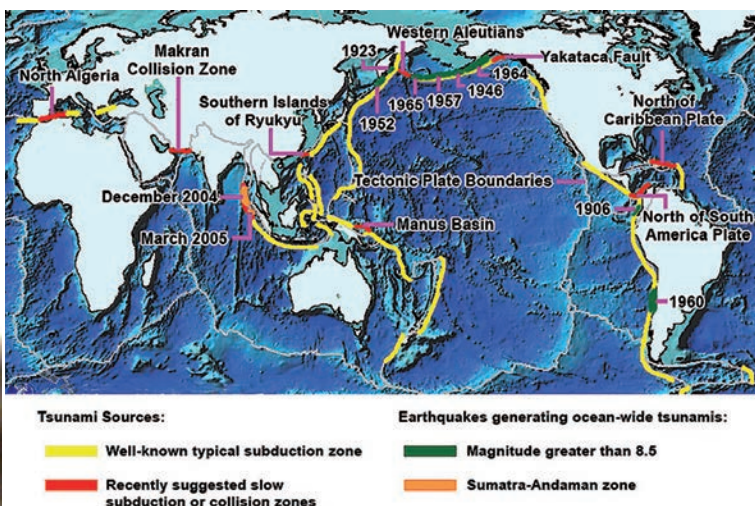 Western Aleutians
1923
Makran
Collision Zone
Yakataca Fault
North Algeria
Southern Islands
of Ryukyu
1964
1946
1957
1965
1952
North of
Caribbean Plate
Tectonic Plate Boundaries
December 2004
1906
March 2005
Manus Basin
North of South
America Plate
1960
Tsunami Sources:
Well-known typical subduction zone
Recently suggested slow
subduction or collision zones
Earthquakes generating ocean-wide tsunamis:
Magnitude greater than 8.5
Sumatra-Andaman zone